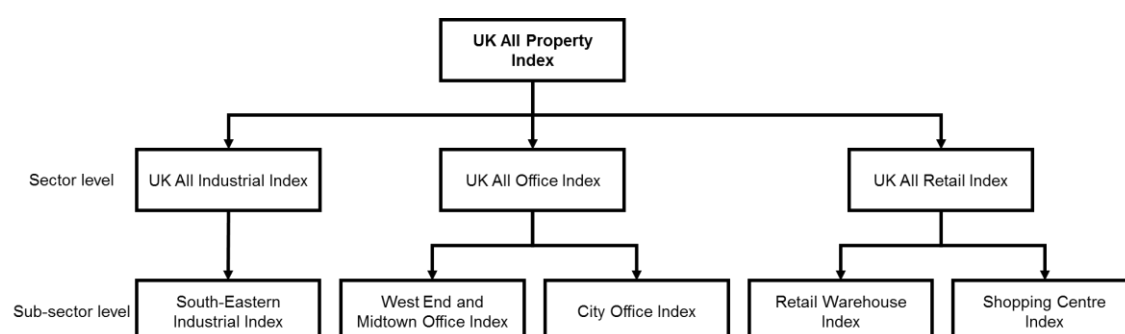 UK All Property
Index
Sector level
UK All Industrial Index
UK All Office Index
UK All Retail Index
Sub-sector level
South-Eastern
Industrial Index
West End and
Midtown Office Index
City Office Index
Retail Warehouse
Index
Shopping Centre
Index